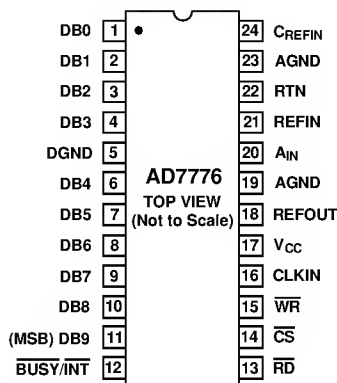 DB0 1 24 CREFIN
DB1 2 23 AGND
DB2 3 22 RTN
DB3 4 21 REFIN
DGND 5 20 AIN
DB4 6 19 AGND
AD7776
TOP VIEW
(Not to Scale)
DB5 7 18 REFOUT
DB6 8 17 VCC
DB7 9 16 CLKIN
DB8 10 15 WR
(MSB) DB9 11 14 CS
BUSY/INT 12 13 RD